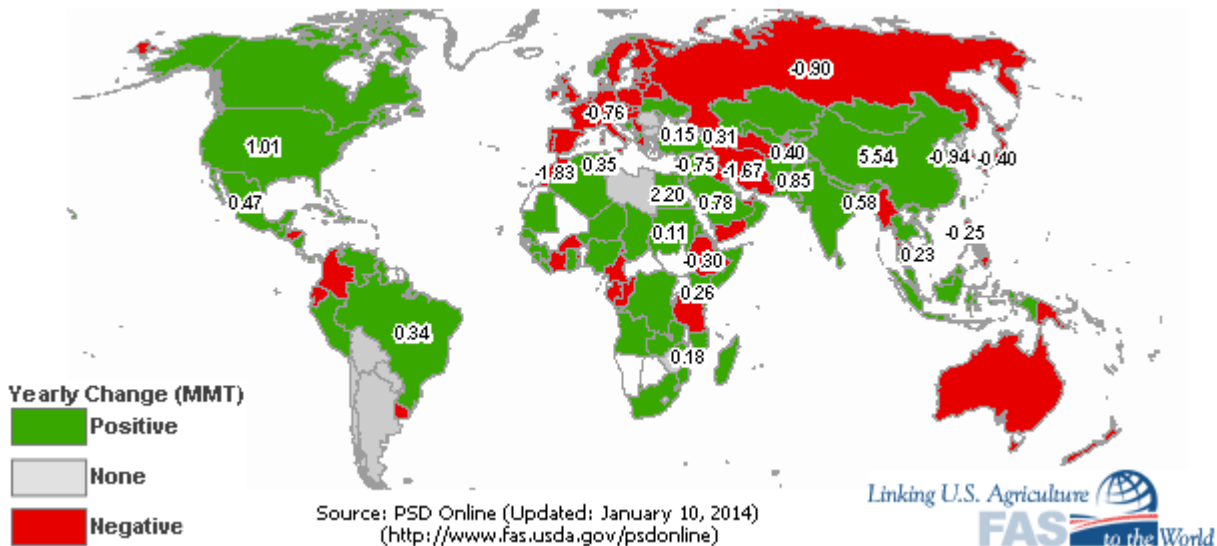 -0.90
-0.76
1.01
0.15
0.31
5.54
-0.94
-0.40
0.40
0.35
-0.75
-1.67
-1.83
0.85
0.47
2.20
0.78
0.58
0.11
-0.25
-0.30
0.23
0.26
0.34
0.18
Yearly Change (MMT)
Positive
None
Negative
Source: PSD Online (Updated: January 10, 2014)
(http://www.fas.usda.gov/psdonline)
Linking U.S. Agriculture
FAS
to the World